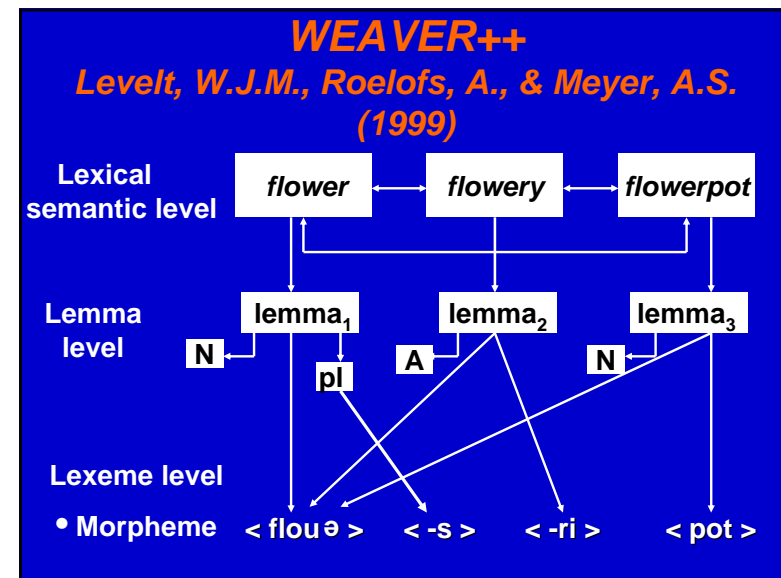 WEAVER++
Levelt, W.J.M., Roelofs, A., & Meyer, A.S.
(1999)
Lexical
semantic level
flower
flowery
flowerpot
Lemma
level
lemma₁
lemma₂
lemma₃
N
pl
A
N
Lexeme level
• Morpheme
< flouə >
< -s >
< -ri >
< pot >